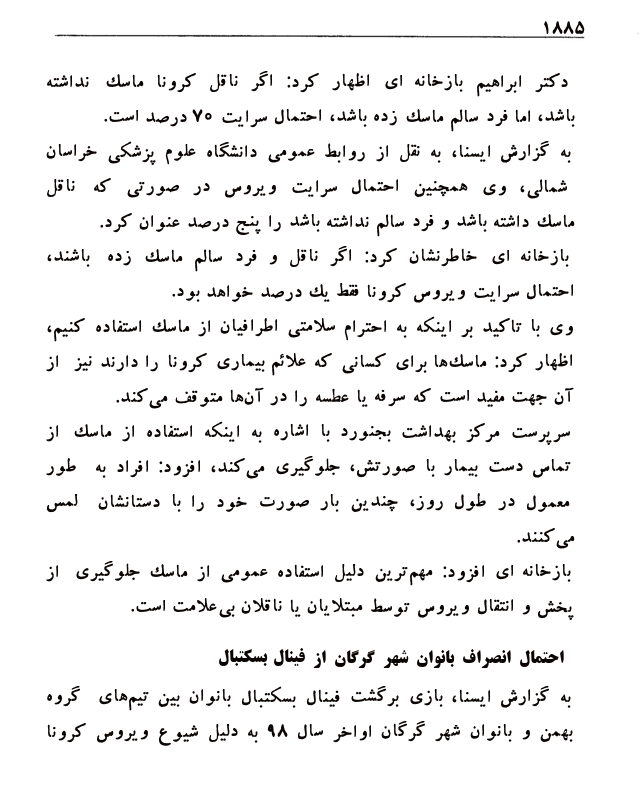 ۱۸۸۵
دکتر ابراهیم بازخانه ای اظهار کرد: اگر ناقل کرونا ماسك نداشته
باشد، اما فرد سالم ماسك زده باشد، احتمال سرایت ۷۰ درصد است.
به گزارش ایسنا، به نقل از روابط عمومی دانشگاه علوم پزشکی خراسان
شمالی، وی همچنین احتمال سرایت ویروس در صورتی که ناقل
ماسك داشته باشد و فرد سالم نداشته باشد را پنج درصد عنوان کرد.
بازخانه ای خاطرنشان کرد: اگر ناقل و فرد سالم ماسك زده باشند،
احتمال سرایت ویروس کرونا فقط یك درصد خواهد بود.
وی با تاکید بر اینکه به احترام سلامتی اطرافیان از ماسك استفاده کنیم،
اظهار کرد: ماسك‌ها برای کسانی که علائم بیماری کرونا را دارند نیز از
آن جهت مفید است که سرفه یا عطسه را در آن‌ها متوقف می‌کند.
سرپرست مرکز بهداشت بجنورد با اشاره به اینکه استفاده از ماسك از
تماس دست بیمار با صورتش، جلوگیری می‌کند، افزود: افراد به طور
معمول در طول روز، چندین بار صورت خود را با دستانشان لمس
می‌کنند.
بازخانه ای افزود: مهم‌ترین دلیل استفاده عمومی از ماسك جلوگیری از
پخش و انتقال ویروس توسط مبتلایان یا ناقلان بی‌علامت است.
احتمال انصراف بانوان شهر گرگان از فینال بسکتبال
به گزارش ایسنا، بازی برگشت فینال بسکتبال بانوان بین تیم‌های گروه
بهمن و بانوان شهر گرگان اواخر سال ۹۸ به دلیل شیوع ویروس کرونا